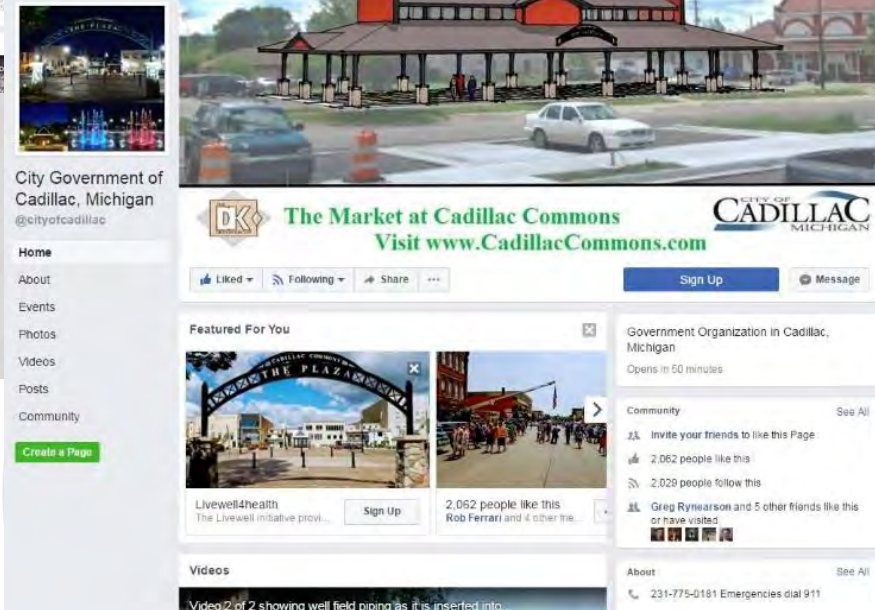 THE PLAZA
City Government of
Cadillac, Michigan
@cityofcadillac
Home
About
Events
Photos
Videos
Posts
Community
Create a Page
DK
The Market at Cadillac Commons
Visit www.CadillacCommons.com
CITY OF
CADILLAC
MICHIGAN
Liked
Following
Share
Sign Up
Message
Featured For You
CADILLAC COMMONS
THE PLAZA
Livewell4health
The Livewell initiative provi...
Sign Up
2,062 people like this
Rob Ferrari and 4 other frie...
Videos
Video 2 of 2 showing well field piping as it is inserted into...
Government Organization in Cadillac,
Michigan
Opens in 50 minutes
Community See All
Invite your friends to like this Page
2,062 people like this
2,029 people follow this
Greg Rynearson and 5 other friends like this
or have visited
About See All
231-775-0181 Emergencies dial 911